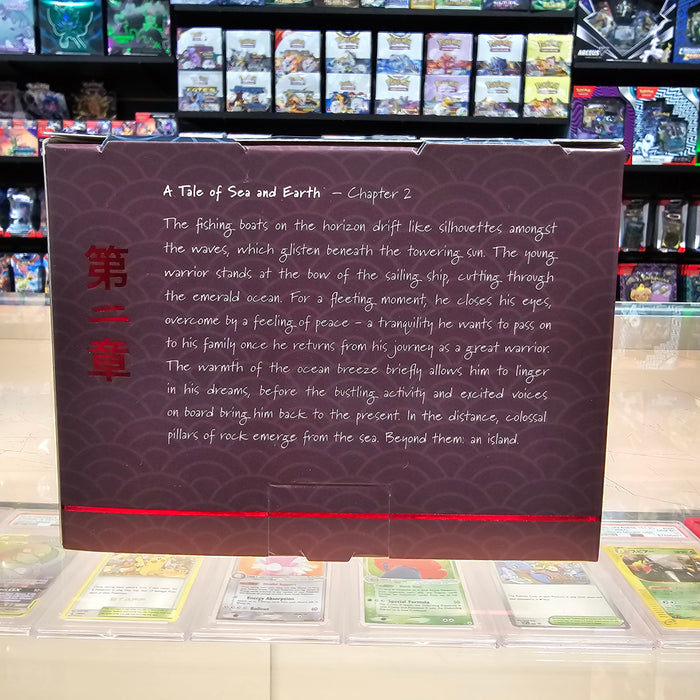 A Tale of Sea and Earth – Chapter 2
The fishing boats on the horizon drift like silhouettes amongst
the waves, which glisten beneath the towering sun. The young
warrior stands at the bow of the sailing ship, cutting through
the emerald ocean. For a fleeting moment, he closes his eyes,
overcome by a feeling of peace – a tranquility he wants to pass on
to his family once he returns from his journey as a great warrior.
The warmth of the ocean breeze briefly allows him to linger
in his dreams, before the bustling activity and excited voices
on board bring him back to the present. In the distance, colossal
pillars of rock emerge from the sea. Beyond them: an island.
第二章
ARCEUS
Energy Absorption
Special Formula